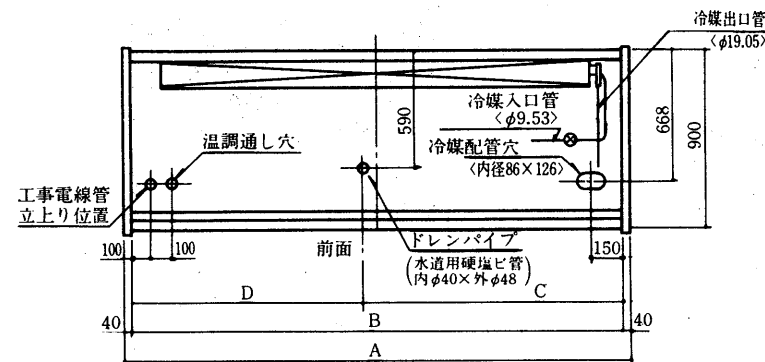 冷媒出口管
〈φ19.05〉
冷媒入口管
〈φ9.53〉
590
668
900
冷媒配管穴
〈内径86×126〉
温調通し穴
工事電線管
立上り位置
100
100
前面
ドレンパイプ
(水道用硬塩ビ管
内φ40×外φ48)
150
D
C
40
B
40
A